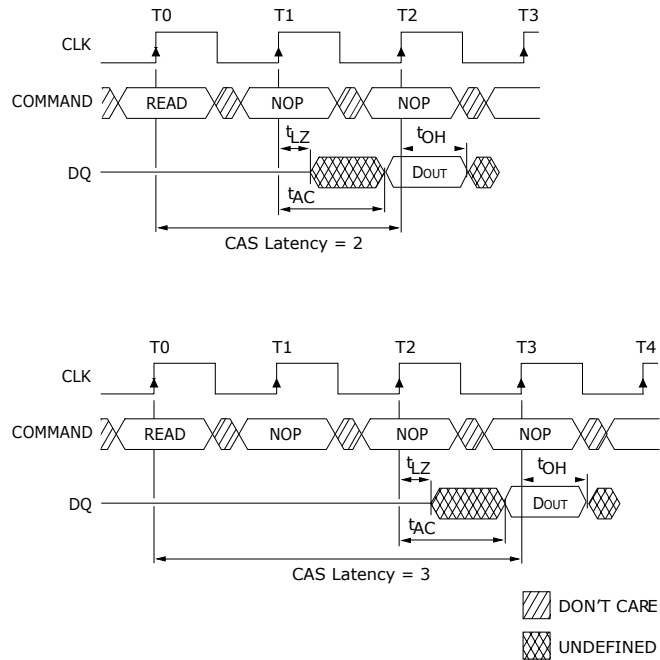 T0 T1 T2 T3
CLK
COMMAND READ NOP NOP
tLZ tOH
DQ DOUT
tAC
CAS Latency = 2
T0 T1 T2 T3 T4
CLK
COMMAND READ NOP NOP NOP
tLZ tOH
DQ DOUT
tAC
CAS Latency = 3
DON'T CARE
UNDEFINED